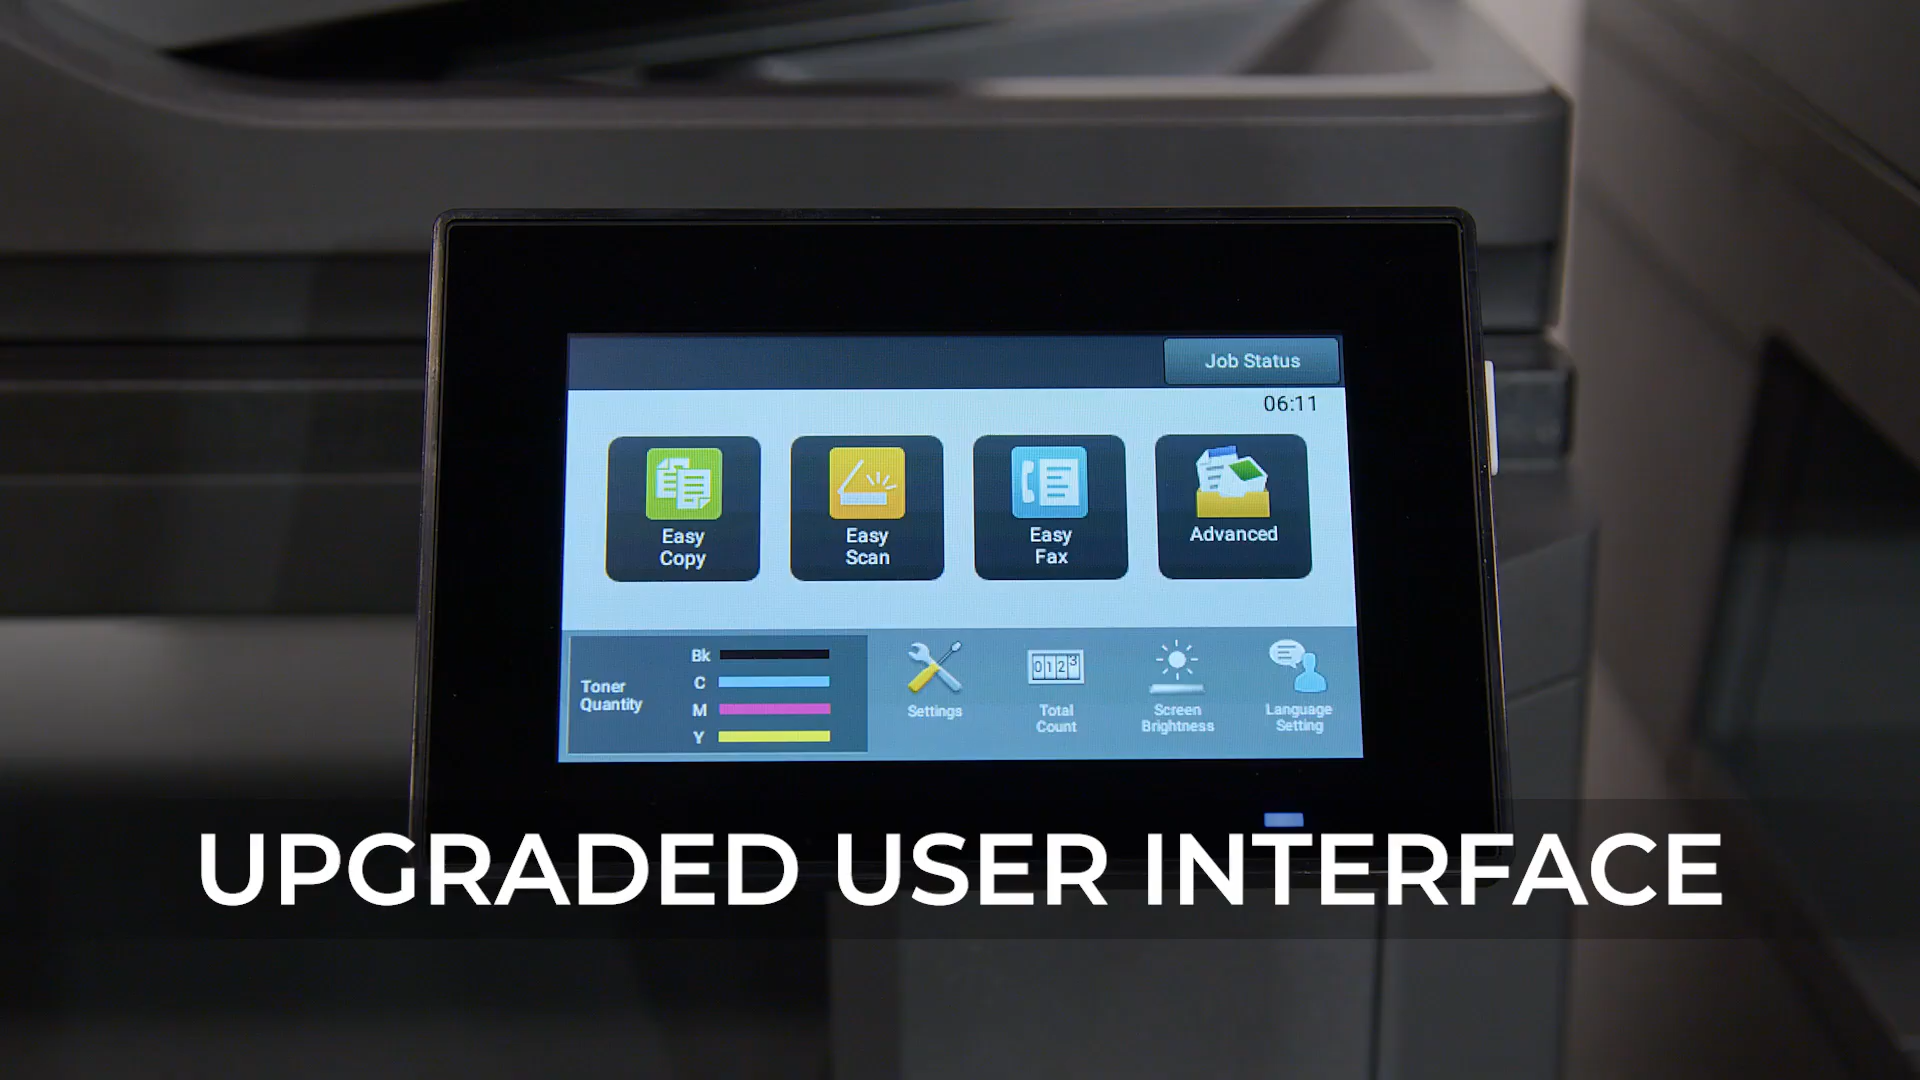 Job Status
06:11
Easy
Copy
Easy
Scan
Easy
Fax
Advanced
Toner
Quantity
Bk
C
M
Y
Settings
0123
Total
Count
Screen
Brightness
Language
Setting
UPGRADED USER INTERFACE